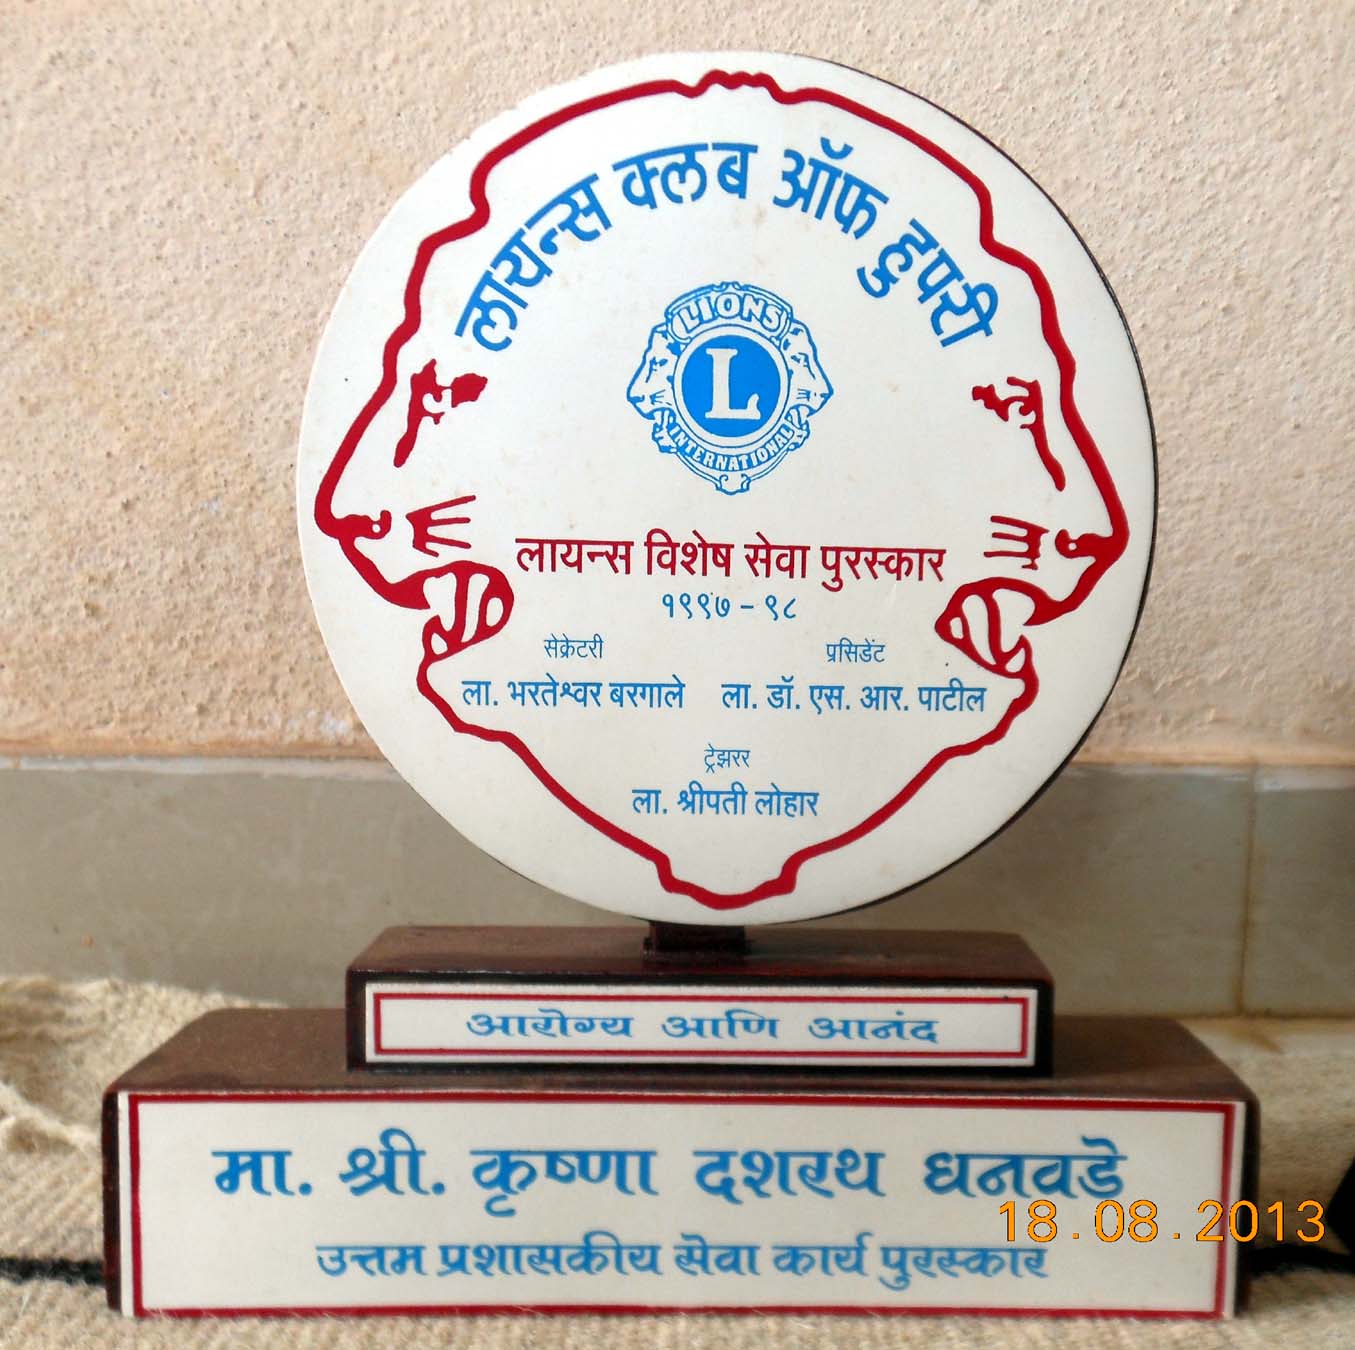 लायन्स क्लब ऑफ हुपरी
LIONS
L
INTERNATIONAL
लायन्स विशेष सेवा पुरस्कार
१९९७ - ९८
सेक्रेटरी प्रसिडेंट
ला. भरतेश्वर बरगाले ला. डॉ. एस. आर. पाटील
ट्रेझरर
ला. श्रीपती लोहार
आरोग्य आणि आनंद
मा. श्री. कृष्णा दशरथ धनवडे
18.08.2013
उत्तम प्रशासकीय सेवा कार्य पुरस्कार